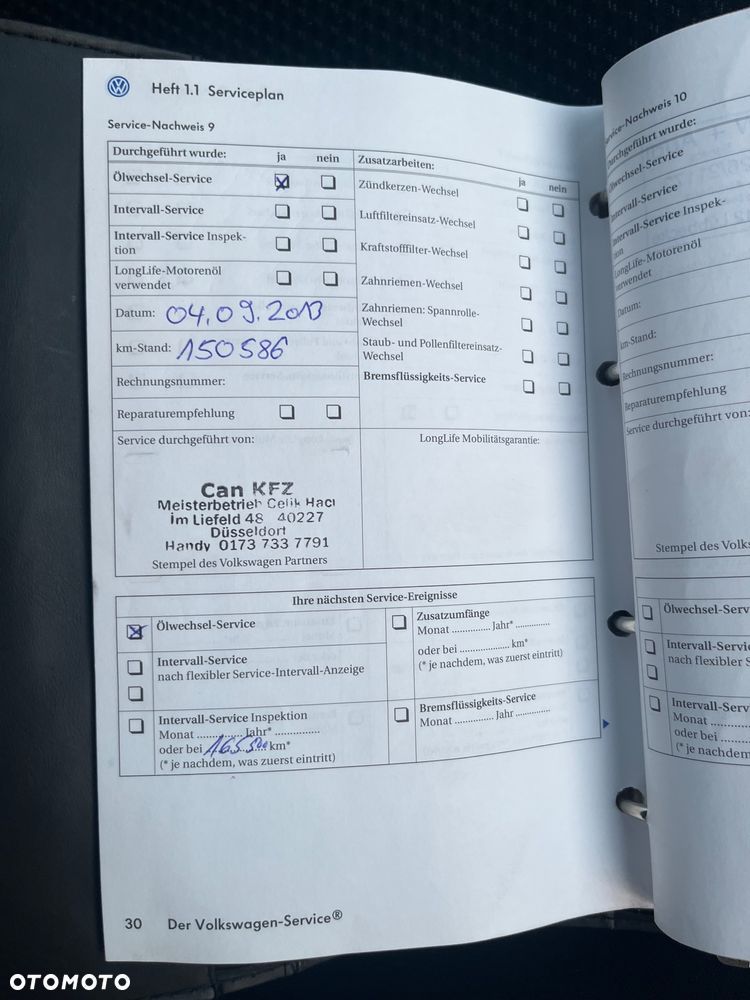 Heft 1.1 Serviceplan
Service-Nachweis 9
Durchgeführt wurde: ja nein
Ölwechsel-Service
Intervall-Service
Intervall-Service Inspek-
tion
LongLife-Motorenöl
verwendet
Datum: 04.09.2013
km-Stand: 150586
Rechnungsnummer:
Reparaturempfehlung
Service durchgeführt von:
Can KFZ
Meisterbetrieb Celik Haci
im Liefeld 48 40227
Düsseldorf
Handy 0173 733 7791
Stempel des Volkswagen Partners
Zusatzarbeiten: ja nein
Zündkerzen-Wechsel
Luftfiltereinsatz-Wechsel
Kraftstofffilter-Wechsel
Zahnriemen-Wechsel
Zahnriemen: Spannrolle-
Wechsel
Staub- und Pollenfiltereinsatz-
Wechsel
Bremsflüssigkeits-Service
LongLife Mobilitätsgarantie:
Ihre nächsten Service-Ereignisse
Ölwechsel-Service
Intervall-Service
nach flexibler Service-Intervall-Anzeige
Intervall-Service Inspektion
Monat .............. Jahr* ..............
oder bei km*
(* je nachdem, was zuerst eintritt)
Zusatzumfänge
Monat .............. Jahr* ..............
oder bei .................... km*
(* je nachdem, was zuerst eintritt)
Bremsflüssigkeits-Service
Monat .............. Jahr ..............
30 Der Volkswagen-Service®
Service-Nachweis 10
Durchgeführt wurde:
Ölwechsel-Service
Intervall-Service
Intervall-Service Inspek-
LongLife-Motorenöl
verwendet
Datum:
km-Stand:
Rechnungsnummer:
Reparaturempfehlung
Service durchgeführt von:
Stempel des Volks
Ölwechsel-Serv
Intervall-Servic
nach flexibler S
Intervall-Serv
Monat ............
oder bei ........
(* je nachdem,
OTOMOTO